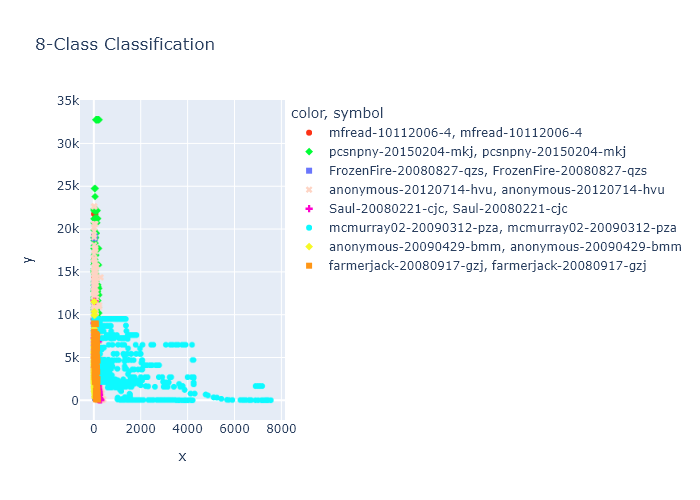 8-Class Classification
35k
30k
25k
20k
15k
10k
5k
0
y
0 2000 4000 6000 8000
x
color, symbol
mfread-10112006-4, mfread-10112006-4
pcsnpny-20150204-mkj, pcsnpny-20150204-mkj
FrozenFire-20080827-qzs, FrozenFire-20080827-qzs
anonymous-20120714-hvu, anonymous-20120714-hvu
Saul-20080221-cjc, Saul-20080221-cjc
mcmurray02-20090312-pza, mcmurray02-20090312-pza
anonymous-20090429-bmm, anonymous-20090429-bmm
farmerjack-20080917-gzj, farmerjack-20080917-gzj